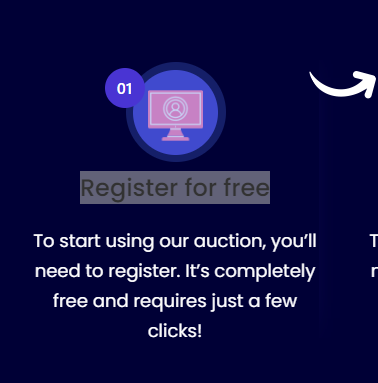 01
Register for free
To start using our auction, you'll
need to register. It's completely
free and requires just a few
clicks!